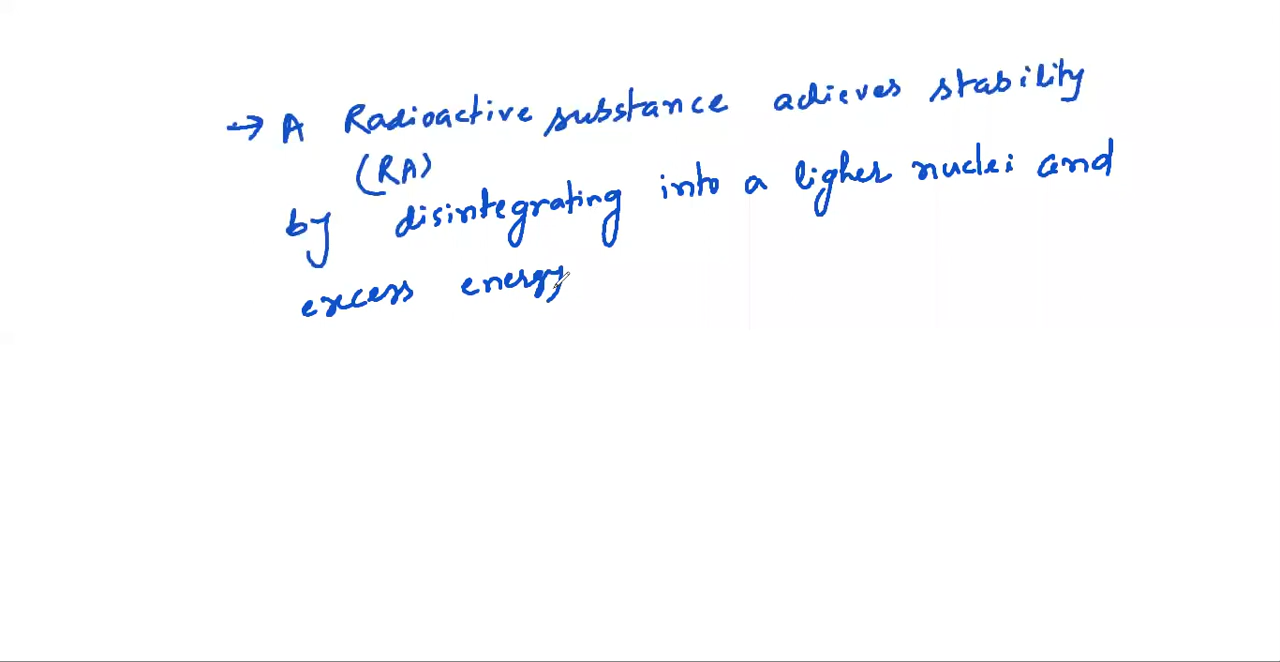 → A Radioactive substance achieves stability
(RA)
by disintegrating into a ligher nuclei and
excess energy